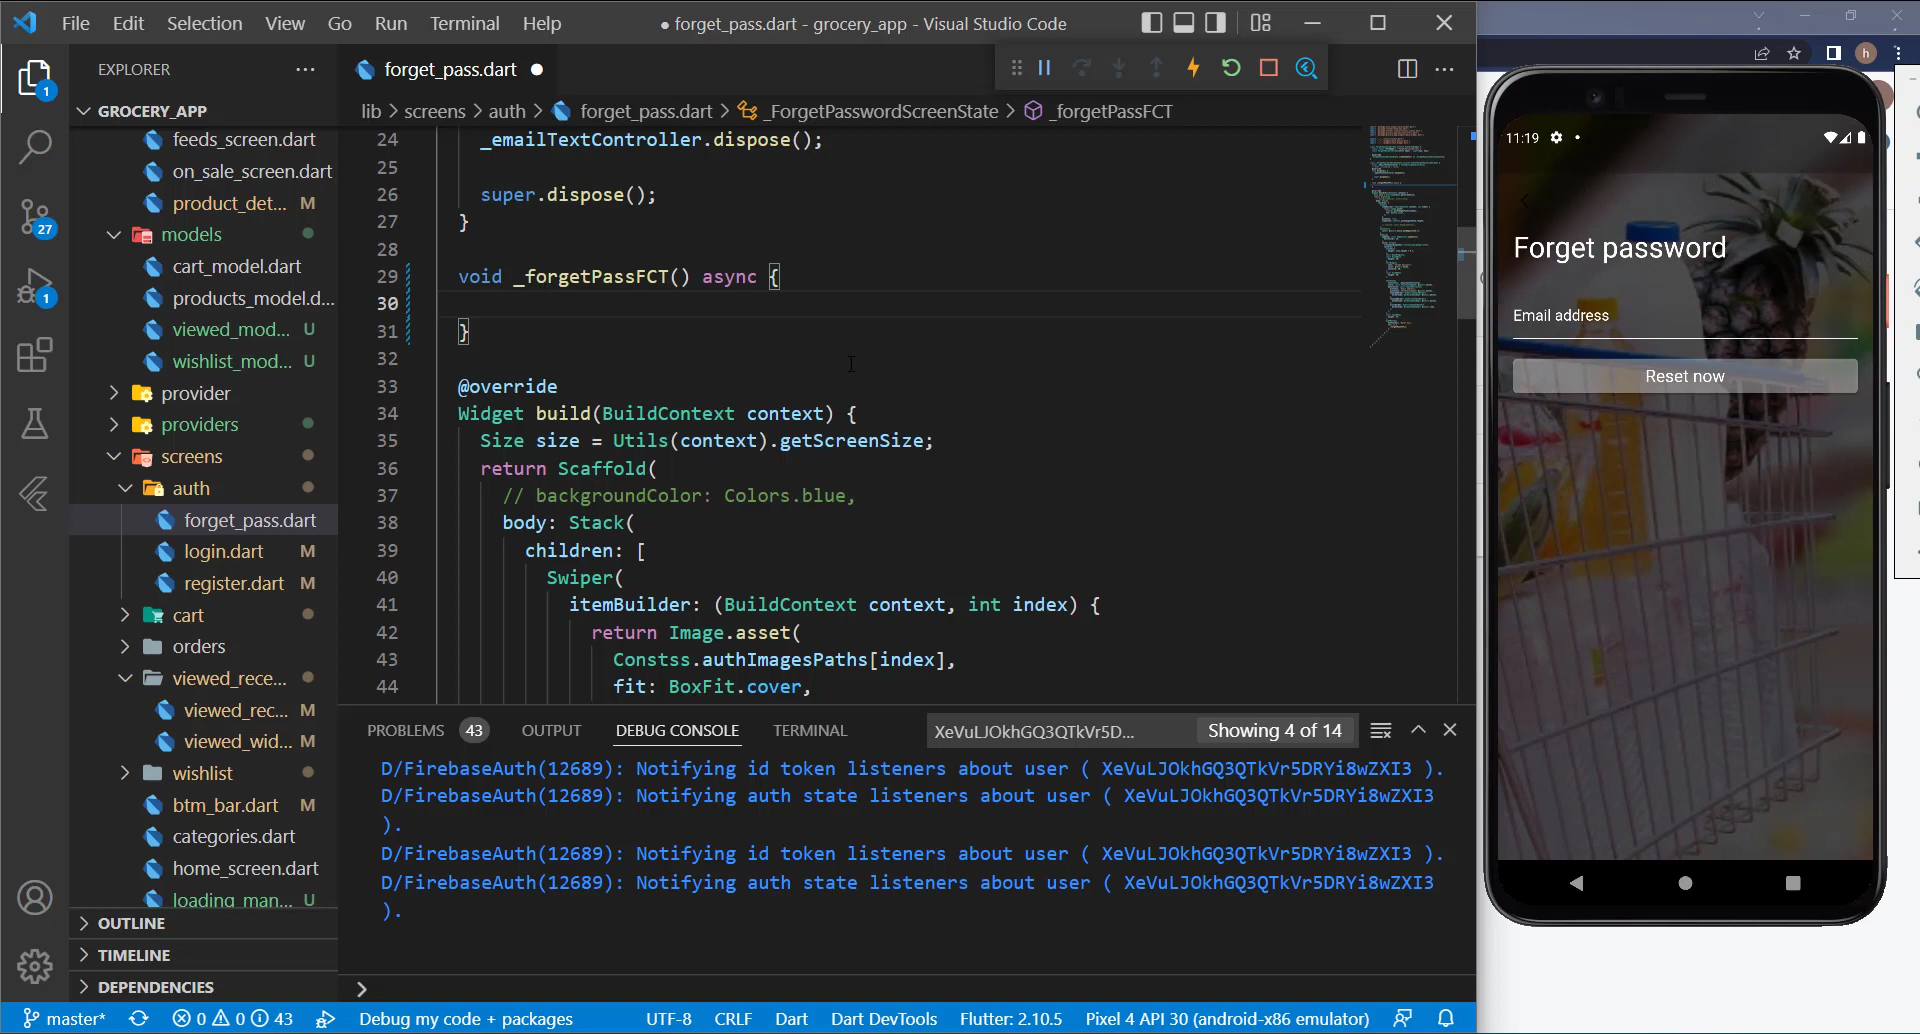 File Edit Selection View Go Run Terminal Help
● forget_pass.dart - grocery_app - Visual Studio Code
EXPLORER
GROCERY_APP
feeds_screen.dart
on_sale_screen.dart
product_det... M
models
cart_model.dart
products_model.d...
viewed_mod... U
wishlist_mod... U
provider
providers
screens
auth
forget_pass.dart
login.dart M
register.dart M
cart
orders
viewed_rece...
viewed_rec... M
viewed_wid... M
wishlist
btm_bar.dart M
categories.dart
home_screen.dart
loading_man... U
OUTLINE
TIMELINE
DEPENDENCIES
1
27
1
forget_pass.dart ●
lib > screens > auth > forget_pass.dart > _ForgetPasswordScreenState > _forgetPassFCT
24 _emailTextController.dispose();
25
26 super.dispose();
27 }
28
29 void _forgetPassFCT() async {
30
31 }
32
33 @override
34 Widget build(BuildContext context) {
35 Size size = Utils(context).getScreenSize;
36 return Scaffold(
37 // backgroundColor: Colors.blue,
38 body: Stack(
39 children: [
40 Swiper(
41 itemBuilder: (BuildContext context, int index) {
42 return Image.asset(
43 Constss.authImagesPaths[index],
44 fit: BoxFit.cover,
PROBLEMS 43 OUTPUT DEBUG CONSOLE TERMINAL XeVuLJOkhGQ3QTkVr5D... Showing 4 of 14
D/FirebaseAuth(12689): Notifying id token listeners about user ( XeVuLJOkhGQ3QTkVr5DRYi8wZXI3 ).
D/FirebaseAuth(12689): Notifying auth state listeners about user ( XeVuLJOkhGQ3QTkVr5DRYi8wZXI3
).
D/FirebaseAuth(12689): Notifying id token listeners about user ( XeVuLJOkhGQ3QTkVr5DRYi8wZXI3 ).
D/FirebaseAuth(12689): Notifying auth state listeners about user ( XeVuLJOkhGQ3QTkVr5DRYi8wZXI3
).
master* 0 0 43 Debug my code + packages UTF-8 CRLF Dart Dart DevTools Flutter: 2.10.5 Pixel 4 API 30 (android-x86 emulator)
h
11:19
Forget password
Email address
Reset now